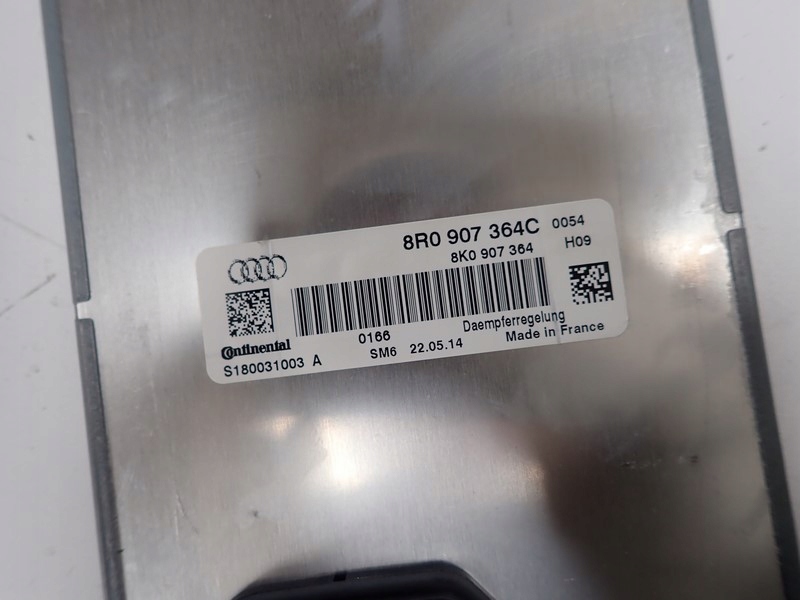 8R0 907 364C 0054
8K0 907 364 H09
Continental
0166
Daempferregelung
S180031003 A
SM6 22.05.14
Made in France